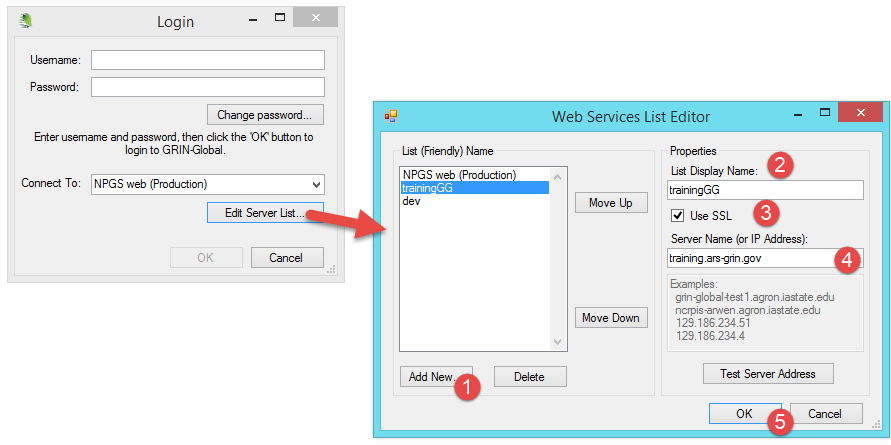 Login
Username:
Password:
Change password...
Enter username and password, then click the 'OK' button to
login to GRIN-Global.
Connect To:
NPGS web (Production)
Edit Server List...
OK
Cancel
Web Services List Editor
List (Friendly) Name
NPGS web (Production)
trainingGG
dev
Move Up
Move Down
Add New...
1
Delete
Properties
2
List Display Name:
trainingGG
Use SSL
3
Server Name (or IP Address):
training.ars-grin.gov
4
Examples:
grin-global-test1.agron.iastate.edu
ncrpis-arwen.agron.iastate.edu
129.186.234.51
129.186.234.4
Test Server Address
OK
5
Cancel